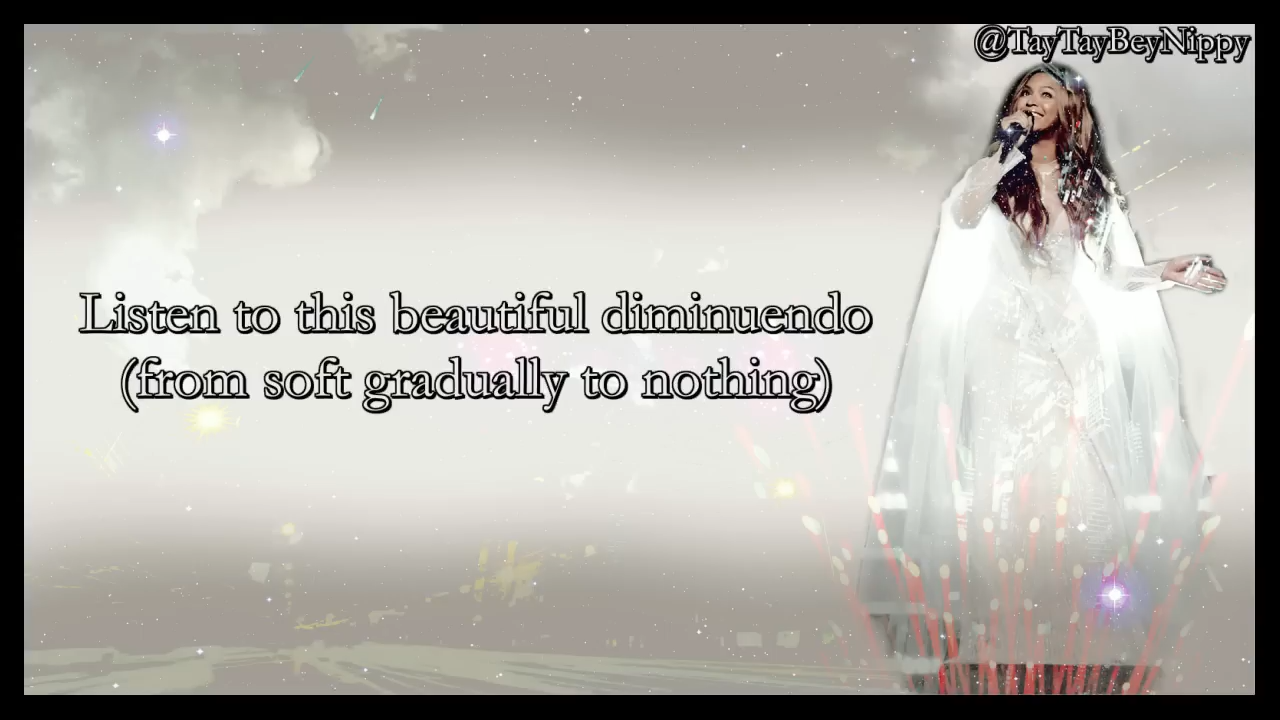 @TayTayBeyNippy
Listen to this beautiful diminuendo
(from soft gradually to nothing)